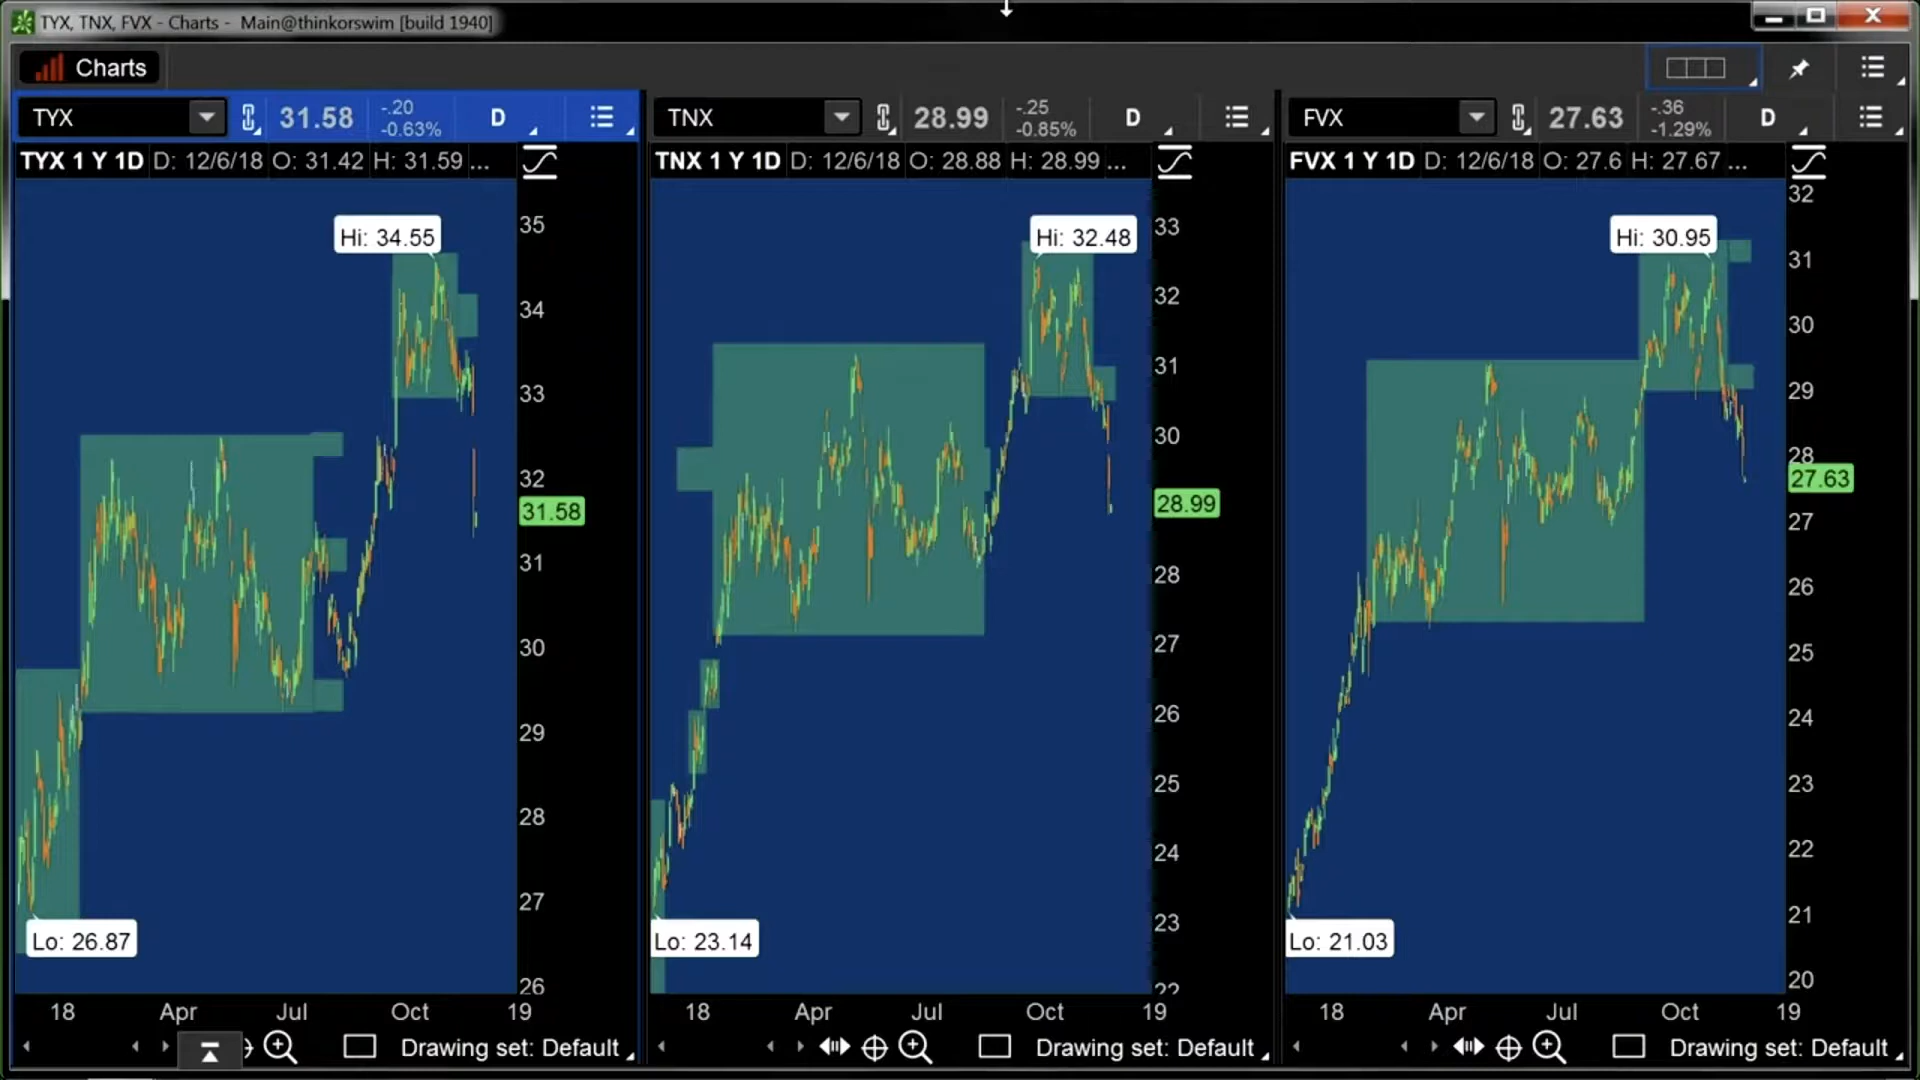 TYX, TNX, FVX - Charts - Main@thinkorswim [build 1940]
Charts
TYX 31.58 -.20 -0.63% D
TNX 28.99 -.25 -0.85% D
FVX 27.63 -.36 -1.29% D
TYX 1 Y 1D D: 12/6/18 O: 31.42 H: 31.59 ...
TNX 1 Y 1D D: 12/6/18 O: 28.88 H: 28.99 ...
FVX 1 Y 1D D: 12/6/18 O: 27.6 H: 27.67 ...
Hi: 34.55
35
34
33
32
31.58
31
30
29
28
27
26
Lo: 26.87
18 Apr Jul Oct 19
Drawing set: Default
Hi: 32.48
33
32
31
30
28.99
28
27
26
25
24
23
22
Lo: 23.14
18 Apr Jul Oct 19
Drawing set: Default
Hi: 30.95
32
31
30
29
28
27.63
27
26
25
24
23
22
21
20
Lo: 21.03
18 Apr Jul Oct 19
Drawing set: Default